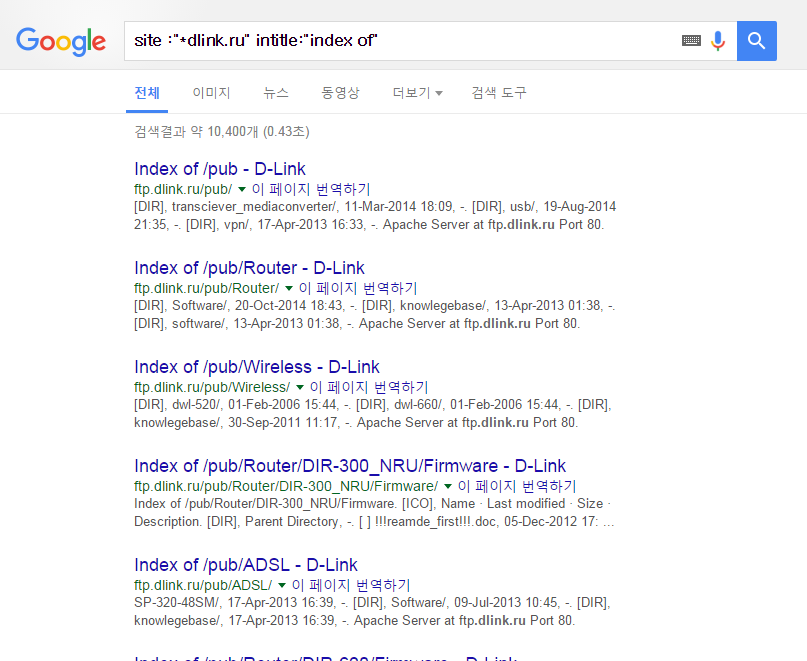 Google
site :"*dlink.ru" intitle:"index of"
전체 이미지 뉴스 동영상 더보기 검색 도구
검색결과 약 10,400개 (0.43초)
Index of /pub - D-Link
ftp.dlink.ru/pub/ 이 페이지 번역하기
[DIR], transciever_mediaconverter/, 11-Mar-2014 18:09, -. [DIR], usb/, 19-Aug-2014
21:35, -. [DIR], vpn/, 17-Apr-2013 16:33, -. Apache Server at ftp.dlink.ru Port 80.
Index of /pub/Router - D-Link
ftp.dlink.ru/pub/Router/ 이 페이지 번역하기
[DIR], Software/, 20-Oct-2014 18:43, -. [DIR], knowlegebase/, 13-Apr-2013 01:38, -.
[DIR], software/, 13-Apr-2013 01:38, -. Apache Server at ftp.dlink.ru Port 80.
Index of /pub/Wireless - D-Link
ftp.dlink.ru/pub/Wireless/ 이 페이지 번역하기
[DIR], dwl-520/, 01-Feb-2006 15:44, -. [DIR], dwl-660/, 01-Feb-2006 15:44, -. [DIR],
knowlegebase/, 30-Sep-2011 11:17, -. Apache Server at ftp.dlink.ru Port 80.
Index of /pub/Router/DIR-300_NRU/Firmware - D-Link
ftp.dlink.ru/pub/Router/DIR-300_NRU/Firmware/ 이 페이지 번역하기
Index of /pub/Router/DIR-300_NRU/Firmware. [ICO], Name · Last modified · Size ·
Description. [DIR], Parent Directory, -. [ ] !!!reamde_first!!!.doc, 05-Dec-2012 17: ...
Index of /pub/ADSL - D-Link
ftp.dlink.ru/pub/ADSL/ 이 페이지 번역하기
SP-320-48SM/, 17-Apr-2013 16:39, -. [DIR], Software/, 09-Jul-2013 10:45, -. [DIR],
knowlegebase/, 17-Apr-2013 16:39, -. Apache Server at ftp.dlink.ru Port 80.